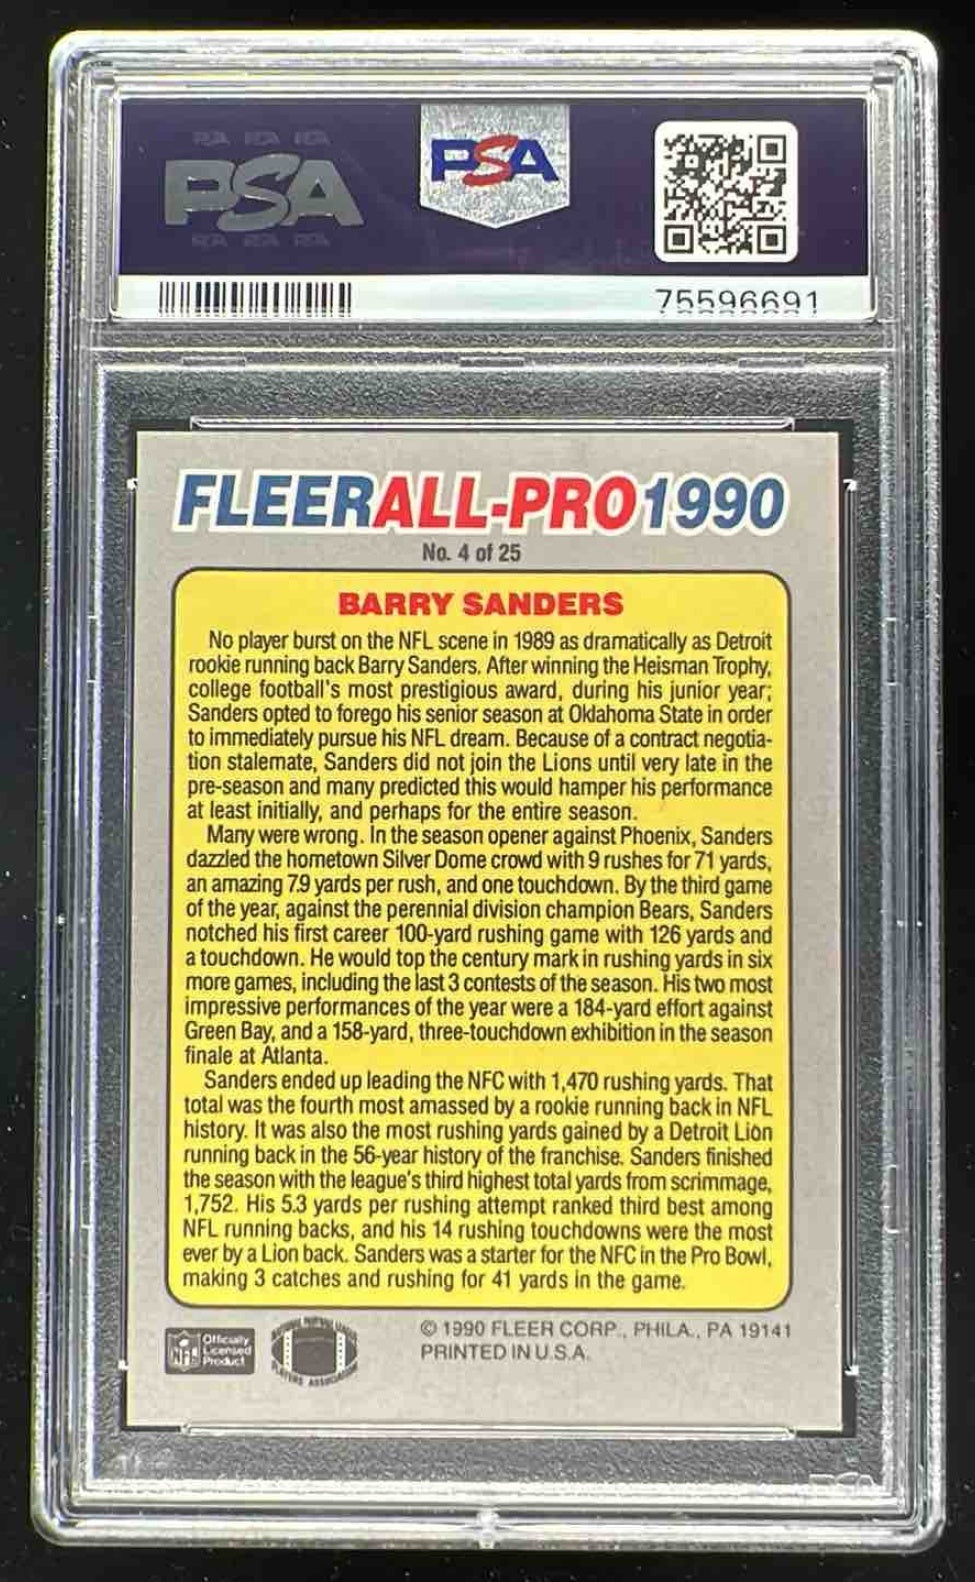 PSA PSA PSA
PSA
PSA
PSA PSA PSA
75596691
FLEER ALL-PRO 1990
No. 4 of 25
BARRY SANDERS
No player burst on the NFL scene in 1989 as dramatically as Detroit
rookie running back Barry Sanders. After winning the Heisman Trophy,
college football's most prestigious award, during his junior year;
Sanders opted to forego his senior season at Oklahoma State in order
to immediately pursue his NFL dream. Because of a contract negotia-
tion stalemate, Sanders did not join the Lions until very late in the
pre-season and many predicted this would hamper his performance
at least initially, and perhaps for the entire season.
Many were wrong. In the season opener against Phoenix, Sanders
dazzled the hometown Silver Dome crowd with 9 rushes for 71 yards,
an amazing 7.9 yards per rush, and one touchdown. By the third game
of the year, against the perennial division champion Bears, Sanders
notched his first career 100-yard rushing game with 126 yards and
a touchdown. He would top the century mark in rushing yards in six
more games, including the last 3 contests of the season. His two most
impressive performances of the year were a 184-yard effort against
Green Bay, and a 158-yard, three-touchdown exhibition in the season
finale at Atlanta.
Sanders ended up leading the NFC with 1,470 rushing yards. That
total was the fourth most amassed by a rookie running back in NFL
history. It was also the most rushing yards gained by a Detroit Lion
running back in the 56-year history of the franchise. Sanders finished
the season with the league's third highest total yards from scrimmage,
1,752. His 5.3 yards per rushing attempt ranked third best among
NFL running backs, and his 14 rushing touchdowns were the most
ever by a Lion back. Sanders was a starter for the NFC in the Pro Bowl,
making 3 catches and rushing for 41 yards in the game.
NFL
Officially
Licensed
Product
PLAYERS ASSOCIATION
© 1990 FLEER CORP., PHILA., PA 19141
PRINTED IN U.S.A.
PSA